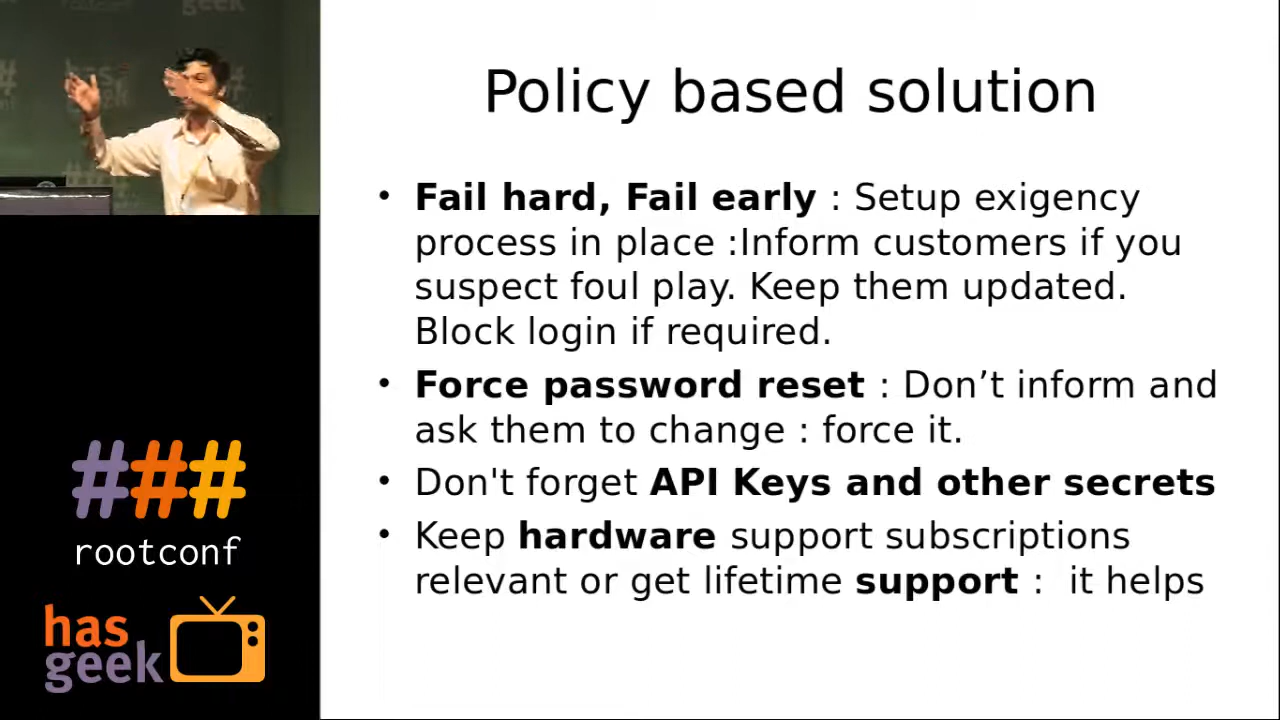 Policy based solution
• Fail hard, Fail early : Setup exigency
process in place :Inform customers if you
suspect foul play. Keep them updated.
Block login if required.
• Force password reset : Don’t inform and
ask them to change : force it.
• Don't forget API Keys and other secrets
• Keep hardware support subscriptions
relevant or get lifetime support :  it helps
###
rootconf
has
geek